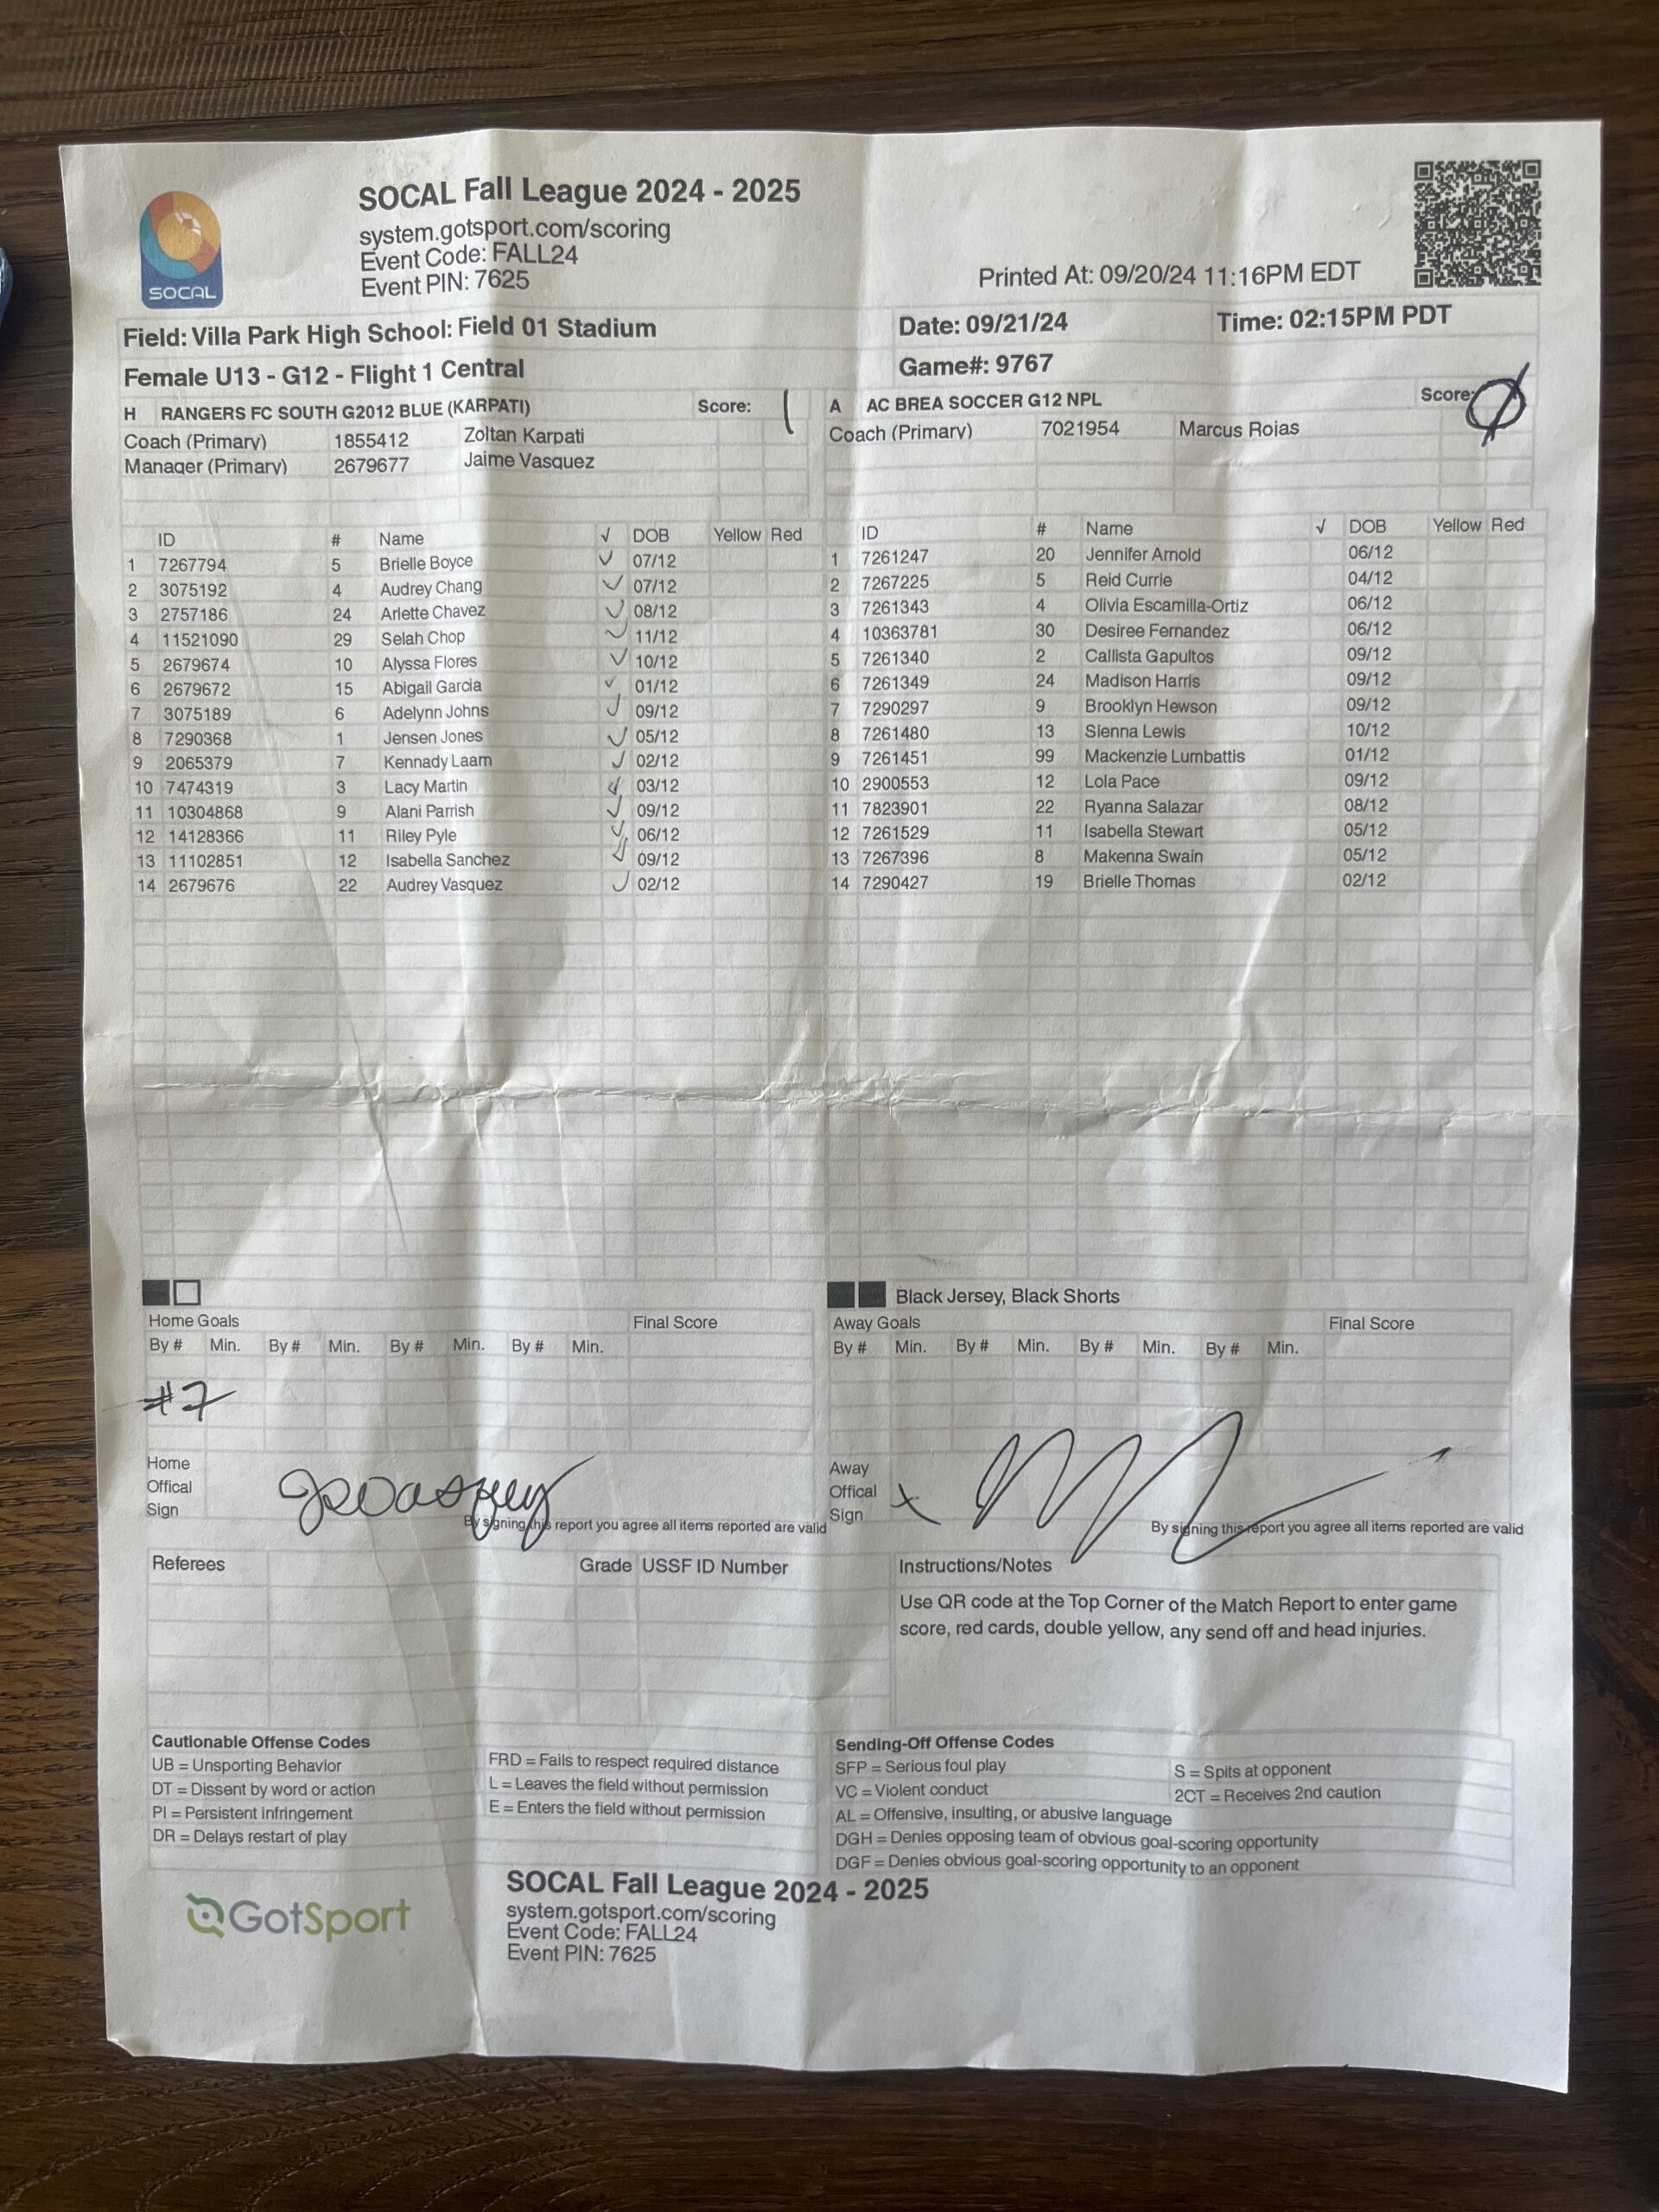 SOCAL Fall League 2024 - 2025
system.gotsport.com/scoring
Event Code: FALL24
Event PIN: 7625
SOCAL
Printed At: 09/20/24 11:16PM EDT
Field: Villa Park High School: Field 01 Stadium
Date: 09/21/24 Time: 02:15PM PDT
Female U13 - G12 - Flight 1 Central
Game#: 9767
H RANGERS FC SOUTH G2012 BLUE (KARPATI) Score: 1
Coach (Primary) 1855412 Zoltan Karpati
Manager (Primary) 2679677 Jaime Vasquez
A AC BREA SOCCER G12 NPL Score: Ø
Coach (Primary) 7021954 Marcus Rojas
ID # Name √ DOB Yellow Red
1 7267794 5 Brielle Boyce ✓ 07/12
2 3075192 4 Audrey Chang ✓ 07/12
3 2757186 24 Arlette Chavez ✓ 08/12
4 11521090 29 Selah Chop ✓ 11/12
5 2679674 10 Alyssa Flores ✓ 10/12
6 2679672 15 Abigail Garcia ✓ 01/12
7 3075189 6 Adelynn Johns ✓ 09/12
8 7290368 1 Jensen Jones ✓ 05/12
9 2065379 7 Kennady Laam ✓ 02/12
10 7474319 3 Lacy Martin ✓ 03/12
11 10304868 9 Alani Parrish ✓ 09/12
12 14128366 11 Riley Pyle ✓ 06/12
13 11102851 12 Isabella Sanchez ✓ 09/12
14 2679676 22 Audrey Vasquez ✓ 02/12
ID # Name √ DOB Yellow Red
1 7261247 20 Jennifer Arnold 06/12
2 7267225 5 Reid Currie 04/12
3 7261343 4 Olivia Escamilla-Ortiz 06/12
4 10363781 30 Desiree Fernandez 06/12
5 7261340 2 Callista Gapultos 09/12
6 7261349 24 Madison Harris 09/12
7 7290297 9 Brooklyn Hewson 09/12
8 7261480 13 Sienna Lewis 10/12
9 7261451 99 Mackenzie Lumbattis 01/12
10 2900553 12 Lola Pace 09/12
11 7823901 22 Ryanna Salazar 08/12
12 7261529 11 Isabella Stewart 05/12
13 7267396 8 Makenna Swain 05/12
14 7290427 19 Brielle Thomas 02/12
Home Goals Final Score
By # Min. By # Min. By # Min. By # Min.
#7
Home
Offical
Sign
By signing this report you agree all items reported are valid
Black Jersey, Black Shorts
Away Goals Final Score
By # Min. By # Min. By # Min. By # Min.
Away
Offical
Sign
x
By signing this report you agree all items reported are valid
Referees Grade USSF ID Number
Instructions/Notes
Use QR code at the Top Corner of the Match Report to enter game
score, red cards, double yellow, any send off and head injuries.
Cautionable Offense Codes
UB = Unsporting Behavior
DT = Dissent by word or action
PI = Persistent infringement
DR = Delays restart of play
FRD = Fails to respect required distance
L = Leaves the field without permission
E = Enters the field without permission
Sending-Off Offense Codes
SFP = Serious foul play
VC = Violent conduct
AL = Offensive, insulting, or abusive language
DGH = Denies opposing team of obvious goal-scoring opportunity
DGF = Denies obvious goal-scoring opportunity to an opponent
S = Spits at opponent
2CT = Receives 2nd caution
GotSport
SOCAL Fall League 2024 - 2025
system.gotsport.com/scoring
Event Code: FALL24
Event PIN: 7625